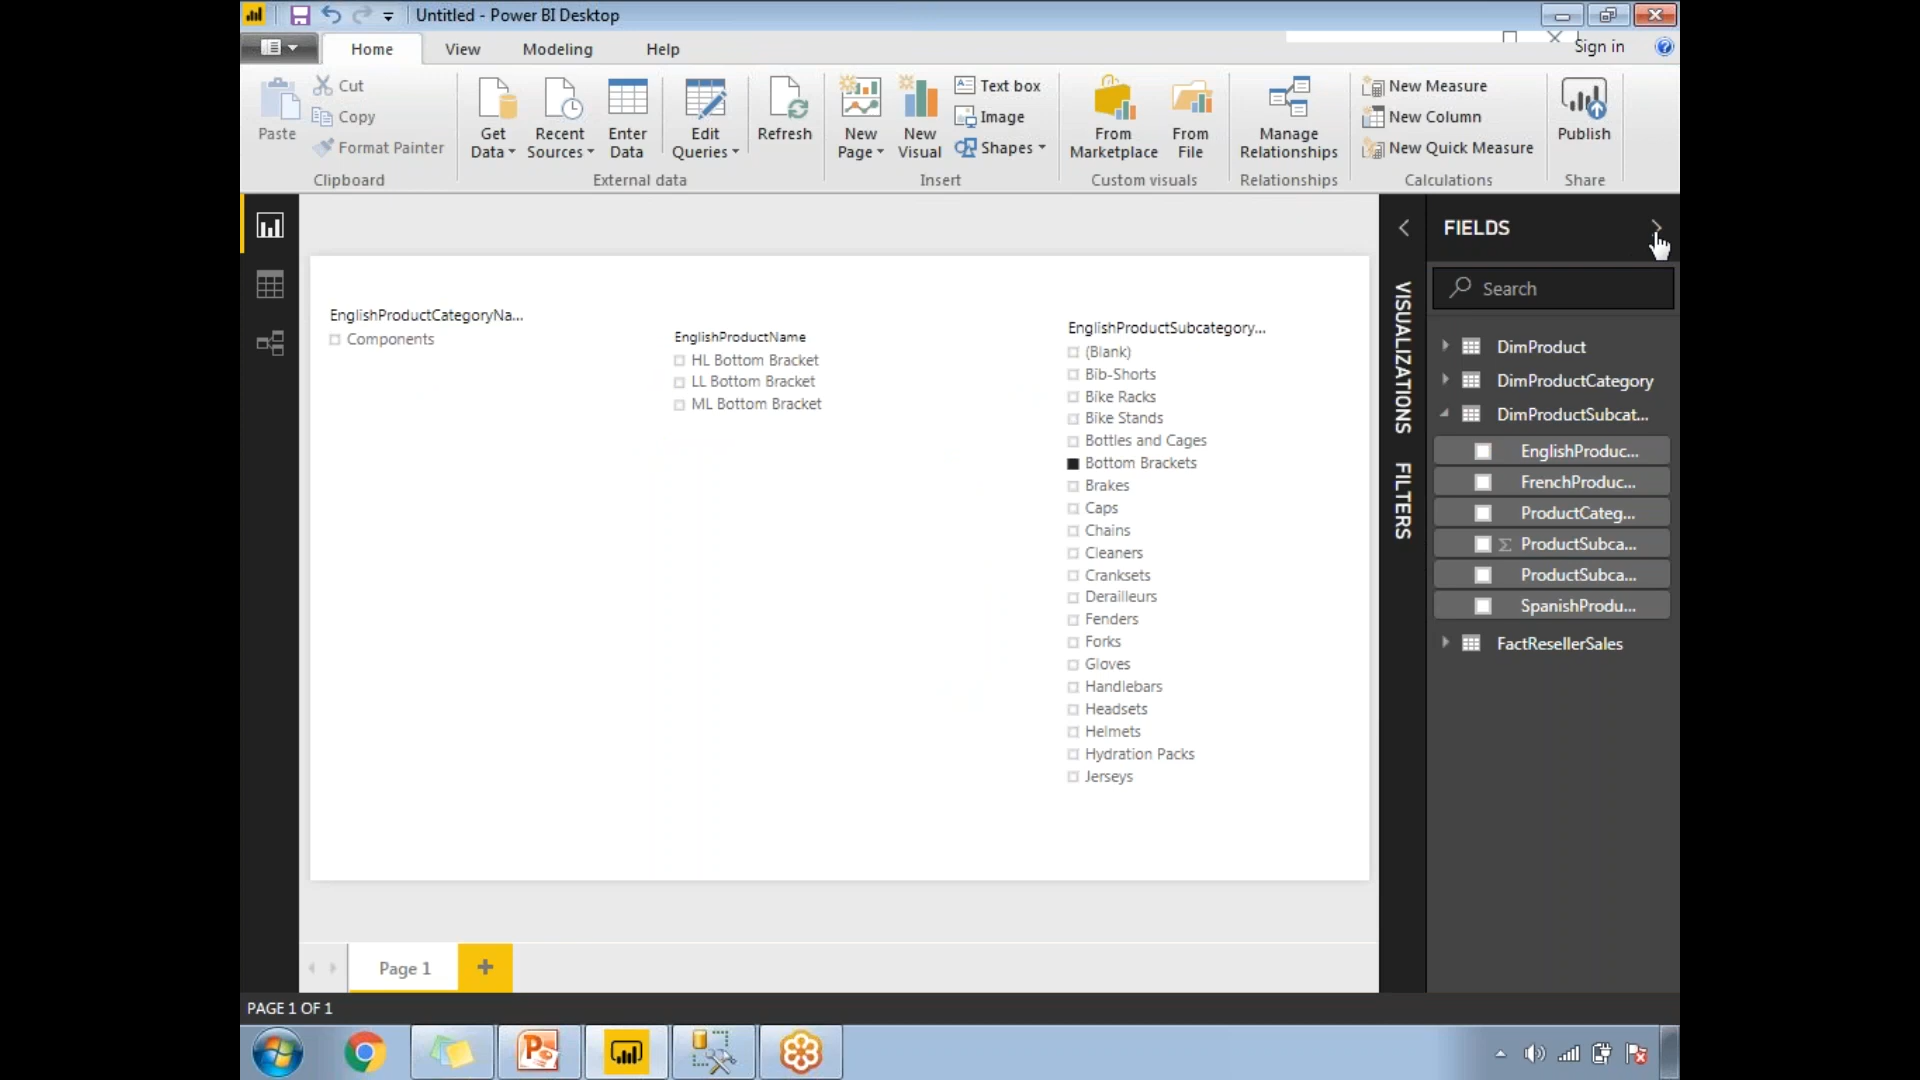 Untitled - Power BI Desktop
Home View Modeling Help Sign in
Paste
Cut
Copy
Format Painter
Clipboard
Get Data
Recent Sources
Enter Data
Edit Queries
Refresh
External data
New Page
New Visual
Text box
Image
Shapes
Insert
From Marketplace
From File
Custom visuals
Manage Relationships
Relationships
New Measure
New Column
New Quick Measure
Calculations
Publish
Share
EnglishProductCategoryNa...
Components
EnglishProductName
HL Bottom Bracket
LL Bottom Bracket
ML Bottom Bracket
EnglishProductSubcategory...
(Blank)
Bib-Shorts
Bike Racks
Bike Stands
Bottles and Cages
Bottom Brackets
Brakes
Caps
Chains
Cleaners
Cranksets
Derailleurs
Fenders
Forks
Gloves
Handlebars
Headsets
Helmets
Hydration Packs
Jerseys
VISUALIZATIONS
FILTERS
FIELDS
Search
DimProduct
DimProductCategory
DimProductSubcat...
EnglishProduc...
FrenchProduc...
ProductCateg...
Σ ProductSubca...
ProductSubca...
SpanishProdu...
FactResellerSales
Page 1
PAGE 1 OF 1